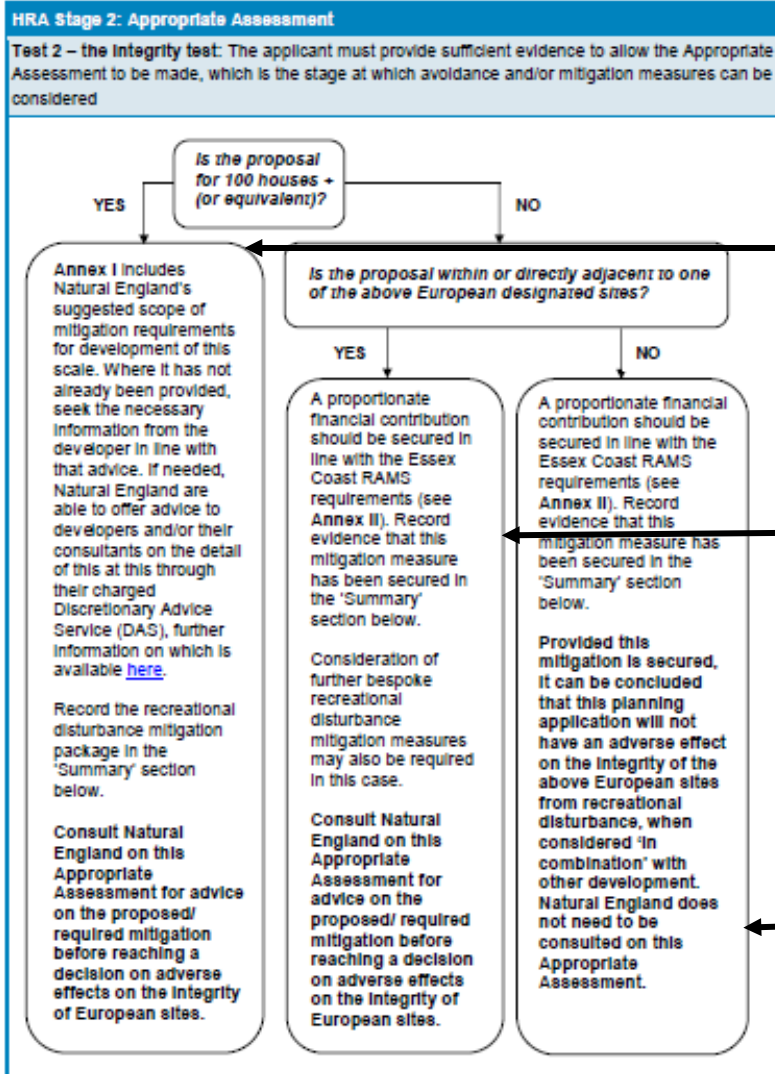 HRA Stage 2: Appropriate Assessment
Test 2 – the integrity test: The applicant must provide sufficient evidence to allow the Appropriate
Assessment to be made, which is the stage at which avoidance and/or mitigation measures can be
considered
Is the proposal
for 100 houses +
(or equivalent)?
YES
NO
Annex I includes
Natural England's
suggested scope of
mitigation requirements
for development of this
scale. Where it has not
already been provided,
seek the necessary
information from the
developer in line with
that advice. If needed,
Natural England are
able to offer advice to
developers and/or their
consultants on the detail
of this at this through
their charged
Discretionary Advice
Service (DAS), further
information on which is
available here.
Record the recreational
disturbance mitigation
package in the
'Summary' section
below.
Consult Natural
England on this
Appropriate
Assessment for advice
on the proposed/
required mitigation
before reaching a
decision on adverse
effects on the integrity
of European sites.
Is the proposal within or directly adjacent to one
of the above European designated sites?
YES
NO
A proportionate
financial contribution
should be secured in
line with the Essex
Coast RAMS
requirements (see
Annex II). Record
evidence that this
mitigation measure
has been secured in
the 'Summary'
section below.
Consideration of
further bespoke
recreational
disturbance
mitigation measures
may also be required
in this case.
Consult Natural
England on this
Appropriate
Assessment for
advice on the
proposed/ required
mitigation before
reaching a decision
on adverse effects
on the integrity of
European sites.
A proportionate financial
contribution should be
secured in line with the
Essex Coast RAMS
requirements (see
Annex II). Record
evidence that this
mitigation measure has
been secured in the
'Summary' section
below.
Provided this
mitigation is secured,
it can be concluded
that this planning
application will not
have an adverse effect
on the integrity of the
above European sites
from recreational
disturbance, when
considered 'in
combination' with
other development.
Natural England does
not need to be
consulted on this
Appropriate
Assessment.